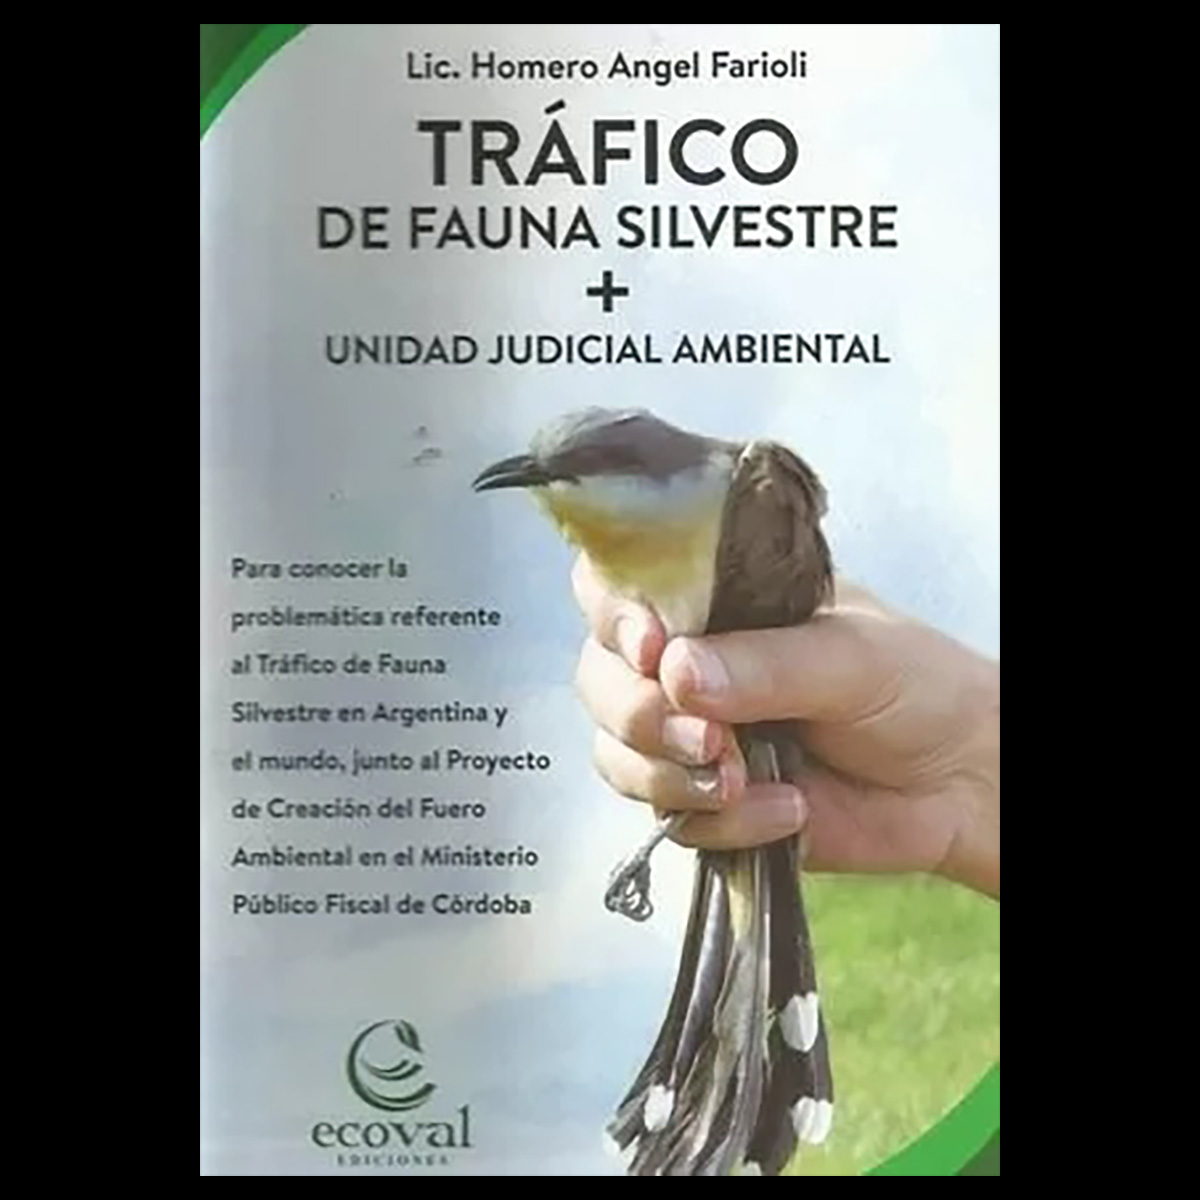 Lic. Homero Angel Farioli
TRÁFICO
DE FAUNA SILVESTRE
+
UNIDAD JUDICIAL AMBIENTAL
Para conocer la
problemática referente
al Tráfico de Fauna
Silvestre en Argentina y
el mundo, junto al Proyecto
de Creación del Fuero
Ambiental en el Ministerio
Público Fiscal de Córdoba
ecoval
EDICIONES